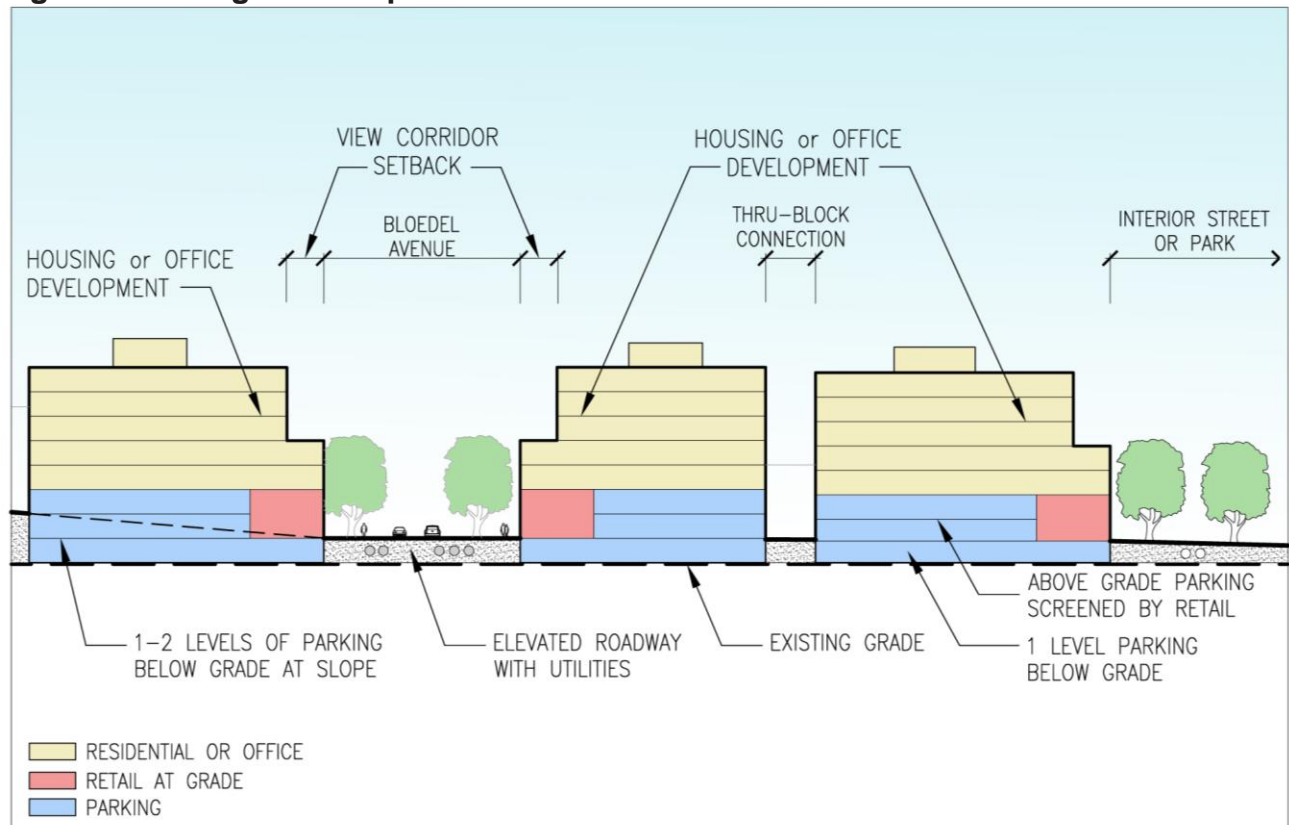 VIEW CORRIDOR
SETBACK
HOUSING or OFFICE
DEVELOPMENT
BLOEDEL
AVENUE
THRU-BLOCK
CONNECTION
INTERIOR STREET
OR PARK
HOUSING or OFFICE
DEVELOPMENT
1-2 LEVELS OF PARKING
BELOW GRADE AT SLOPE
ELEVATED ROADWAY
WITH UTILITIES
EXISTING GRADE
ABOVE GRADE PARKING
SCREENED BY RETAIL
1 LEVEL PARKING
BELOW GRADE
RESIDENTIAL OR OFFICE
RETAIL AT GRADE
PARKING